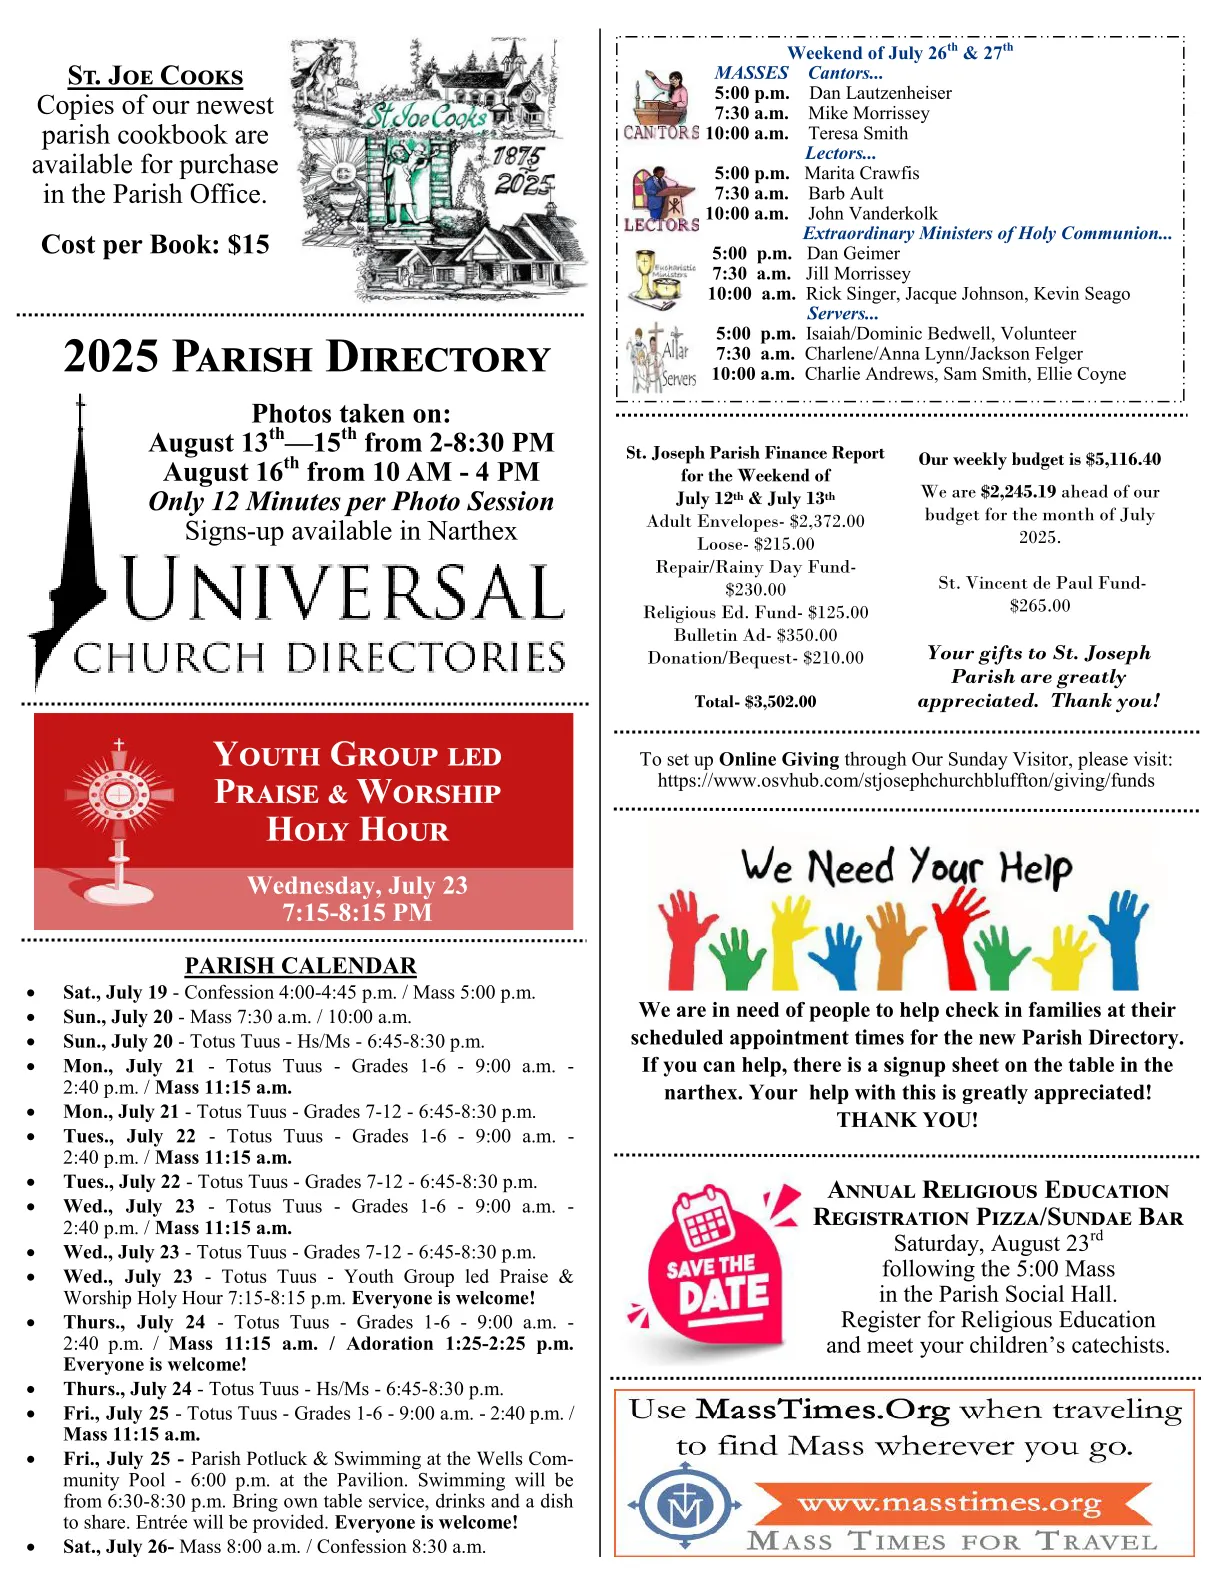 St. Joe Cooks
Copies of our newest
parish cookbook are
available for purchase
in the Parish Office.
Cost per Book: $15
St Joe Cooks
1875
2025
2025 Parish Directory
Photos taken on:
August 13th—15th from 2-8:30 PM
August 16th from 10 AM - 4 PM
Only 12 Minutes per Photo Session
Signs-up available in Narthex
Universal
Church Directories
Youth Group led
Praise & Worship
Holy Hour
Wednesday, July 23
7:15-8:15 PM
PARISH CALENDAR
• Sat., July 19 - Confession 4:00-4:45 p.m. / Mass 5:00 p.m.
• Sun., July 20 - Mass 7:30 a.m. / 10:00 a.m.
• Sun., July 20 - Totus Tuus - Hs/Ms - 6:45-8:30 p.m.
• Mon., July 21 - Totus Tuus - Grades 1-6 - 9:00 a.m. -
2:40 p.m. / Mass 11:15 a.m.
• Mon., July 21 - Totus Tuus - Grades 7-12 - 6:45-8:30 p.m.
• Tues., July 22 - Totus Tuus - Grades 1-6 - 9:00 a.m. -
2:40 p.m. / Mass 11:15 a.m.
• Tues., July 22 - Totus Tuus - Grades 7-12 - 6:45-8:30 p.m.
• Wed., July 23 - Totus Tuus - Grades 1-6 - 9:00 a.m. -
2:40 p.m. / Mass 11:15 a.m.
• Wed., July 23 - Totus Tuus - Grades 7-12 - 6:45-8:30 p.m.
• Wed., July 23 - Totus Tuus - Youth Group led Praise &
Worship Holy Hour 7:15-8:15 p.m. Everyone is welcome!
• Thurs., July 24 - Totus Tuus - Grades 1-6 - 9:00 a.m. -
2:40 p.m. / Mass 11:15 a.m. / Adoration 1:25-2:25 p.m.
Everyone is welcome!
• Thurs., July 24 - Totus Tuus - Hs/Ms - 6:45-8:30 p.m.
• Fri., July 25 - Totus Tuus - Grades 1-6 - 9:00 a.m. - 2:40 p.m. /
Mass 11:15 a.m.
• Fri., July 25 - Parish Potluck & Swimming at the Wells Com-
munity Pool - 6:00 p.m. at the Pavilion. Swimming will be
from 6:30-8:30 p.m. Bring own table service, drinks and a dish
to share. Entrée will be provided. Everyone is welcome!
• Sat., July 26- Mass 8:00 a.m. / Confession 8:30 a.m.
Weekend of July 26th & 27th
MASSES Cantors...
5:00 p.m. Dan Lautzenheiser
7:30 a.m. Mike Morrissey
CANTORS 10:00 a.m. Teresa Smith
Lectors...
5:00 p.m. Marita Crawfis
7:30 a.m. Barb Ault
10:00 a.m. John Vanderkolk
LECTORS
Extraordinary Ministers of Holy Communion...
5:00 p.m. Dan Geimer
7:30 a.m. Jill Morrissey
10:00 a.m. Rick Singer, Jacque Johnson, Kevin Seago
Eucharistic
Ministers
Servers...
5:00 p.m. Isaiah/Dominic Bedwell, Volunteer
7:30 a.m. Charlene/Anna Lynn/Jackson Felger
10:00 a.m. Charlie Andrews, Sam Smith, Ellie Coyne
Altar
Servers
St. Joseph Parish Finance Report
for the Weekend of
July 12th & July 13th
Adult Envelopes- $2,372.00
Loose- $215.00
Repair/Rainy Day Fund-
$230.00
Religious Ed. Fund- $125.00
Bulletin Ad- $350.00
Donation/Bequest- $210.00
Total- $3,502.00
Our weekly budget is $5,116.40
We are $2,245.19 ahead of our
budget for the month of July
2025.
St. Vincent de Paul Fund-
$265.00
Your gifts to St. Joseph
Parish are greatly
appreciated. Thank you!
To set up Online Giving through Our Sunday Visitor, please visit:
https://www.osvhub.com/stjosephchurchbluffton/giving/funds
We Need Your Help
We are in need of people to help check in families at their
scheduled appointment times for the new Parish Directory.
If you can help, there is a signup sheet on the table in the
narthex. Your help with this is greatly appreciated!
THANK YOU!
SAVE THE
DATE
Annual Religious Education
Registration Pizza/Sundae Bar
Saturday, August 23rd
following the 5:00 Mass
in the Parish Social Hall.
Register for Religious Education
and meet your children’s catechists.
Use MassTimes.Org when traveling
to find Mass wherever you go.
www.masstimes.org
Mass Times for Travel